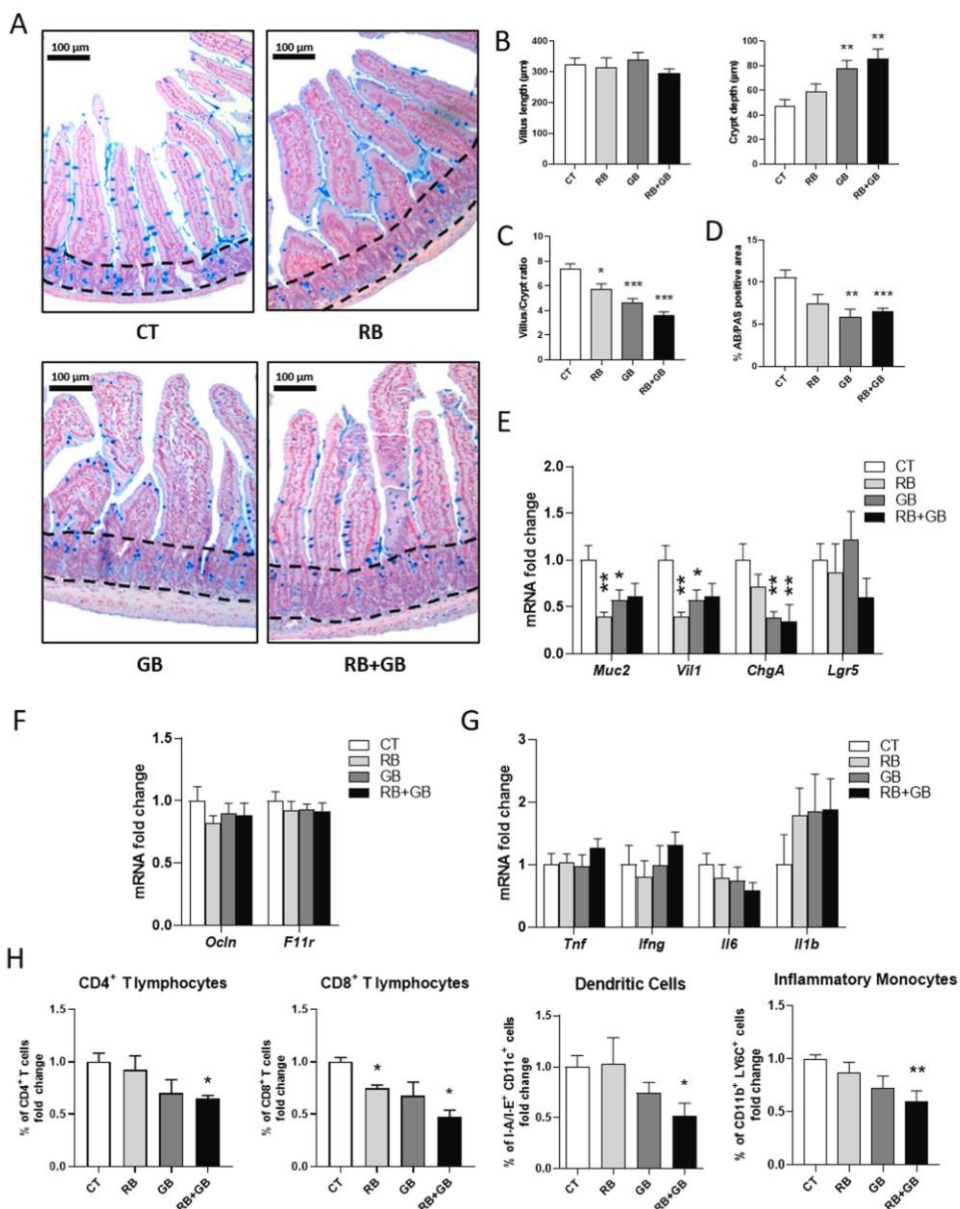 A
100 µm
100 µm
CT
RB
100 µm
100 µm
GB
RB+GB
B
Villus length (µm)
400
300
200
100
0
CT
RB
GB
RB+GB
Crypt depth (µm)
100
80
60
40
20
0
**
**
CT
RB
GB
RB+GB
C
Villus/Crypt ratio
8
6
4
2
0
*
***
***
CT
RB
GB
RB+GB
D
% AB/PAS positive area
15
10
5
0
**
***
CT
RB
GB
RB+GB
E
mRNA fold change
2.0
1.5
1.0
0.5
0.0
CT
RB
GB
RB+GB
**
*
**
*
**
**
Muc2
Vil1
ChgA
Lgr5
F
mRNA fold change
1.5
1.0
0.5
0.0
CT
RB
GB
RB+GB
Ocln
F11r
G
mRNA fold change
3
2
1
0
CT
RB
GB
RB+GB
Tnf
Ifng
Il6
Il1b
H
CD4+ T lymphocytes
% of CD4+ T cells
fold change
1.5
1.0
0.5
0.0
*
CT
RB
GB
RB+GB
CD8+ T lymphocytes
% of CD8+ T cells
fold change
1.5
1.0
0.5
0.0
*
*
CT
RB
GB
RB+GB
Dendritic Cells
% of I-A/I-E+ CD11c+ cells
fold change
1.5
1.0
0.5
0.0
*
CT
RB
GB
RB+GB
Inflammatory Monocytes
% of CD11b+ LY6C+ cells
fold change
1.5
1.0
0.5
0.0
**
CT
RB
GB
RB+GB